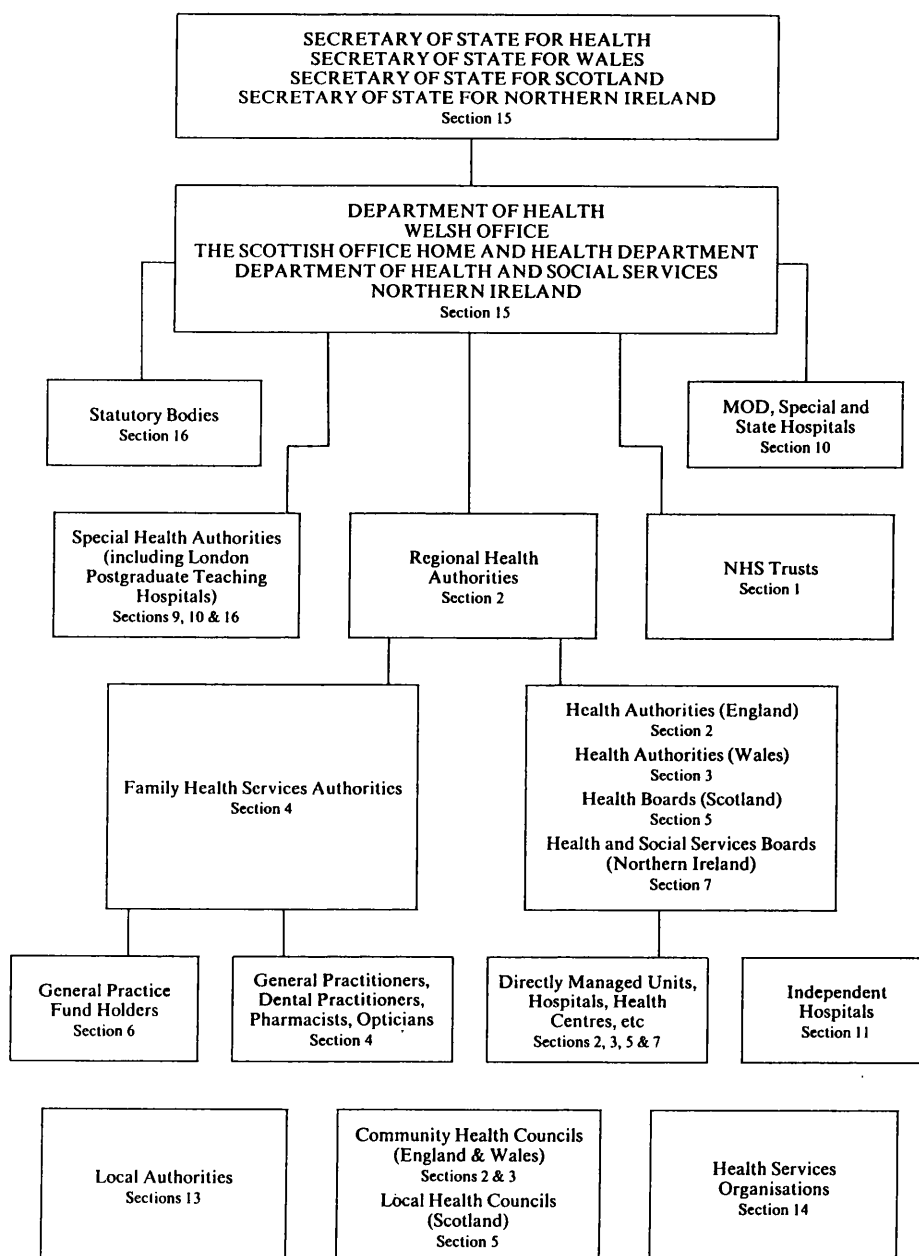 SECRETARY OF STATE FOR HEALTH
SECRETARY OF STATE FOR WALES
SECRETARY OF STATE FOR SCOTLAND
SECRETARY OF STATE FOR NORTHERN IRELAND
Section 15
DEPARTMENT OF HEALTH
WELSH OFFICE
THE SCOTTISH OFFICE HOME AND HEALTH DEPARTMENT
DEPARTMENT OF HEALTH AND SOCIAL SERVICES
NORTHERN IRELAND
Section 15
Statutory Bodies
Section 16
MOD, Special and
State Hospitals
Section 10
Special Health Authorities
(including London
Postgraduate Teaching
Hospitals)
Sections 9, 10 & 16
Regional Health
Authorities
Section 2
NHS Trusts
Section 1
Family Health Services Authorities
Section 4
Health Authorities (England)
Section 2
Health Authorities (Wales)
Section 3
Health Boards (Scotland)
Section 5
Health and Social Services Boards
(Northern Ireland)
Section 7
General Practice
Fund Holders
Section 6
General Practitioners,
Dental Practitioners,
Pharmacists, Opticians
Section 4
Directly Managed Units,
Hospitals, Health
Centres, etc
Sections 2, 3, 5 & 7
Independent
Hospitals
Section 11
Local Authorities
Sections 13
Community Health Councils
(England & Wales)
Sections 2 & 3
Local Health Councils
(Scotland)
Section 5
Health Services
Organisations
Section 14